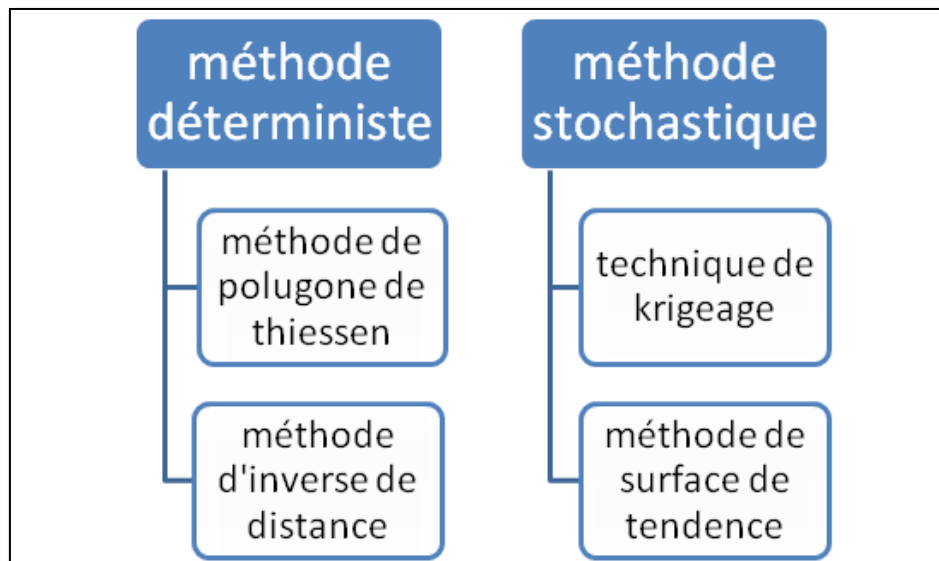 méthode
déterministe
méthode de
polugone de
thiessen
méthode
d'inverse de
distance
méthode
stochastique
technique de
krigeage
méthode de
surface de
tendence